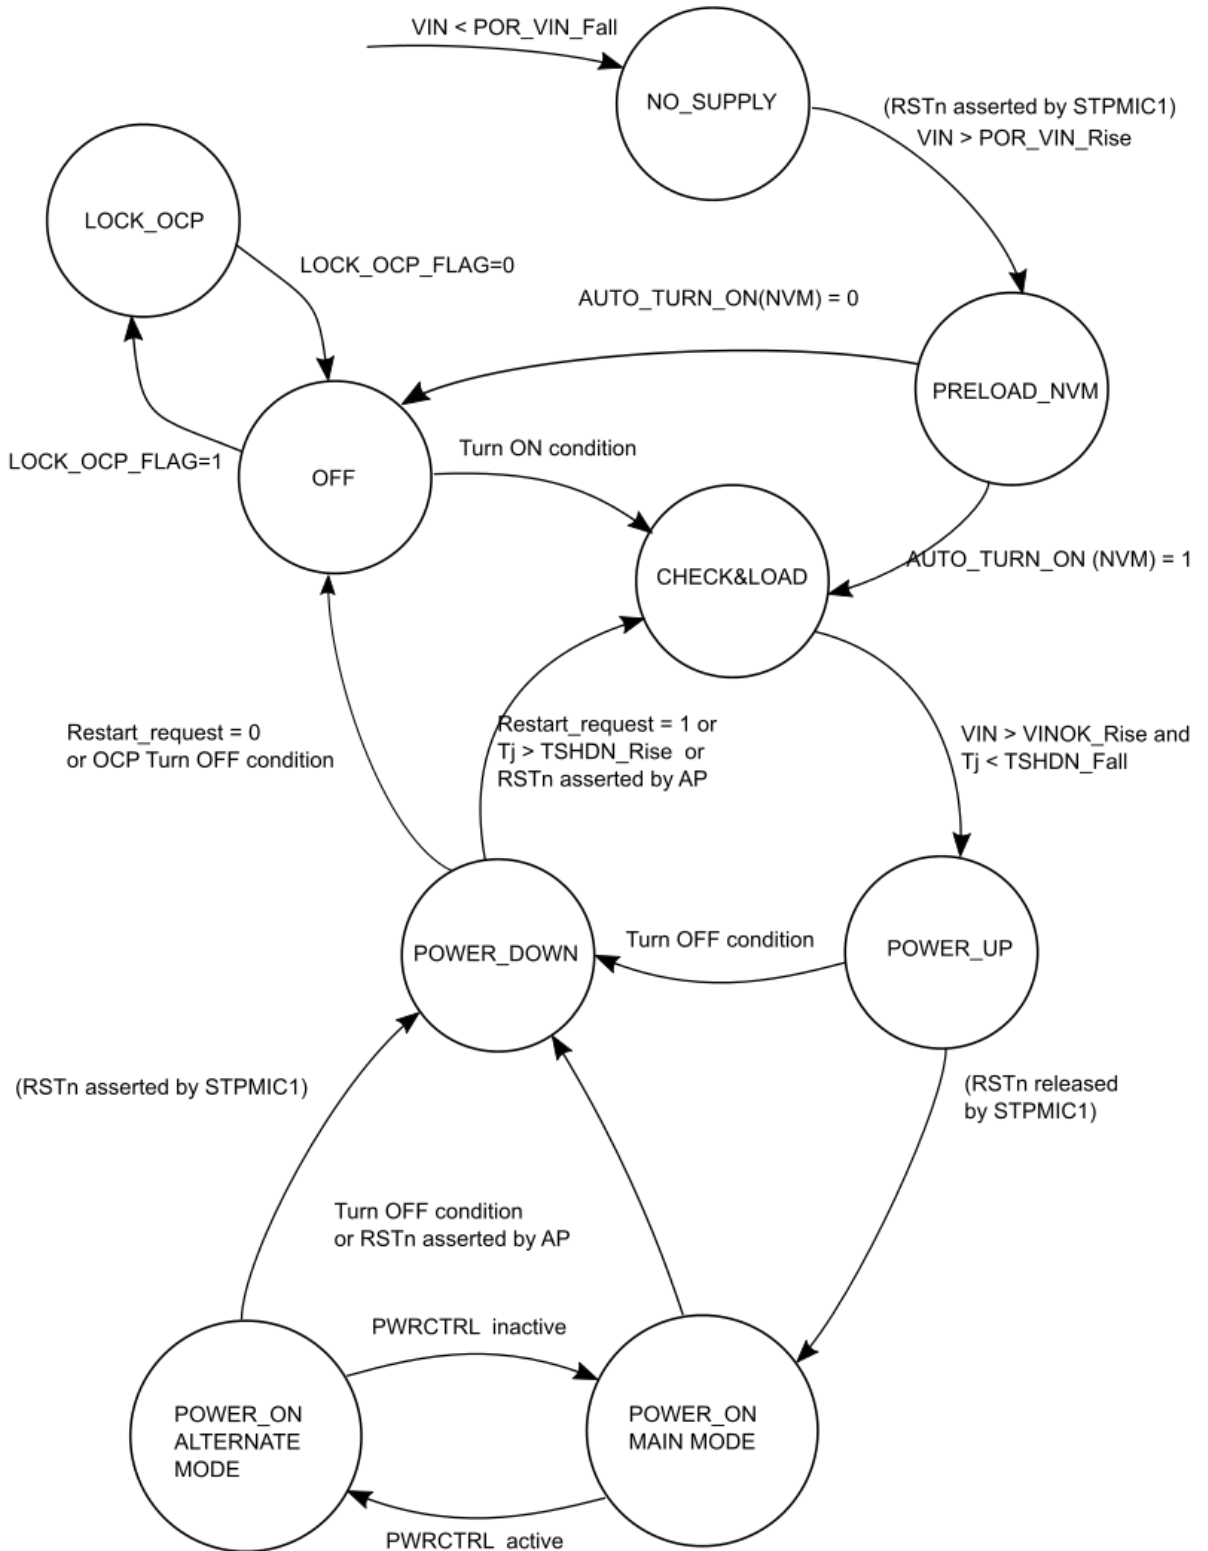 VIN < POR_VIN_Fall
NO_SUPPLY
(RSTn asserted by STPMIC1)
VIN > POR_VIN_Rise
LOCK_OCP
LOCK_OCP_FLAG=0
AUTO_TURN_ON(NVM) = 0
PRELOAD_NVM
Turn ON condition
LOCK_OCP_FLAG=1
OFF
AUTO_TURN_ON (NVM) = 1
CHECK&LOAD
Restart_request = 0
or OCP Turn OFF condition
Restart_request = 1 or
Tj > TSHDN_Rise or
RSTn asserted by AP
VIN > VINOK_Rise and
Tj < TSHDN_Fall
POWER_DOWN
Turn OFF condition
POWER_UP
(RSTn asserted by STPMIC1)
(RSTn released
by STPMIC1)
Turn OFF condition
or RSTn asserted by AP
PWRCTRL inactive
POWER_ON
ALTERNATE
MODE
POWER_ON
MAIN MODE
PWRCTRL active